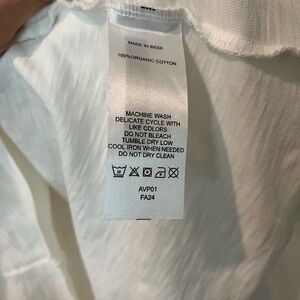 MADE IN INDIA
100%ORGANIC COTTON
MACHINE WASH
DELICATE CYCLE WITH
LIKE COLORS
DO NOT BLEACH
TUMBLE DRY LOW
COOL IRON WHEN NEEDED
DO NOT DRY CLEAN
AVP01
FA24